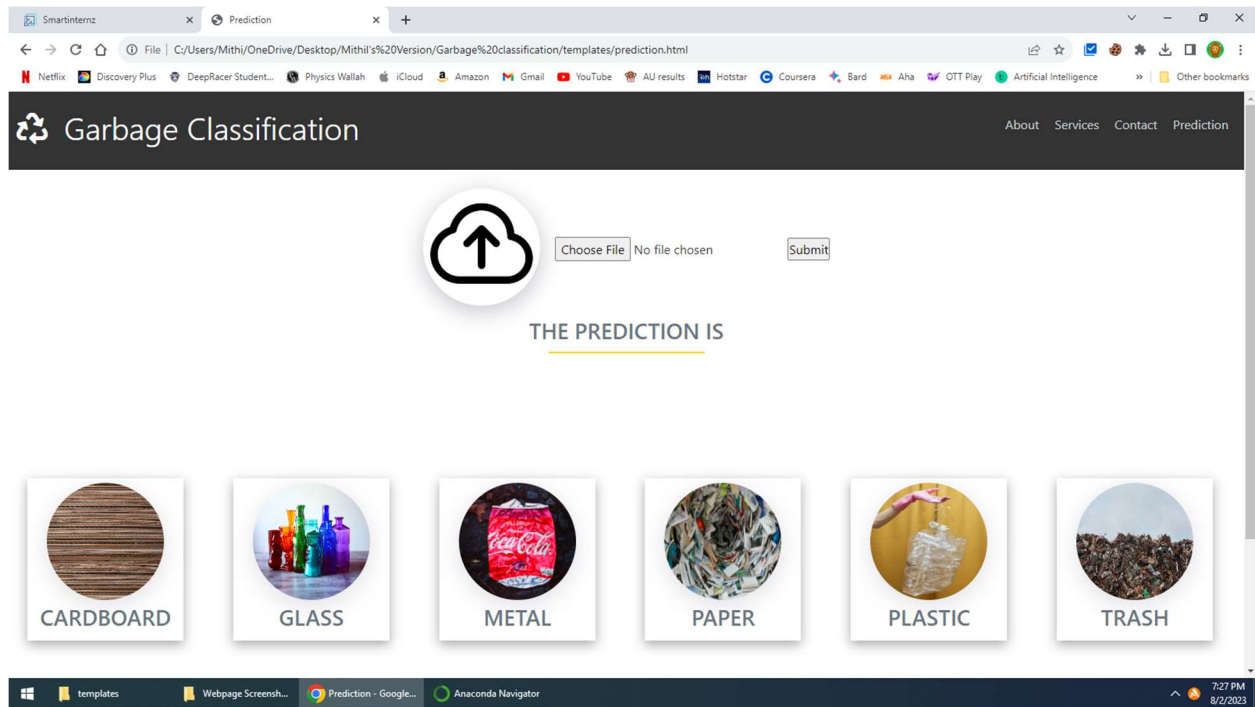 Smartinternz
Prediction
File | C:/Users/Mithi/OneDrive/Desktop/Mithil's%20Version/Garbage%20classification/templates/prediction.html
Netflix Discovery Plus DeepRacer Student... Physics Wallah iCloud Amazon Gmail YouTube AU results Hotstar Coursera Bard Aha OTT Play Artificial Intelligence » Other bookmarks
Garbage Classification
About Services Contact Prediction
Choose File No file chosen Submit
THE PREDICTION IS
Coca-Cola
CARDBOARD GLASS METAL PAPER PLASTIC TRASH
templates Webpage Screensh... Prediction - Google... Anaconda Navigator
7:27 PM
8/2/2023